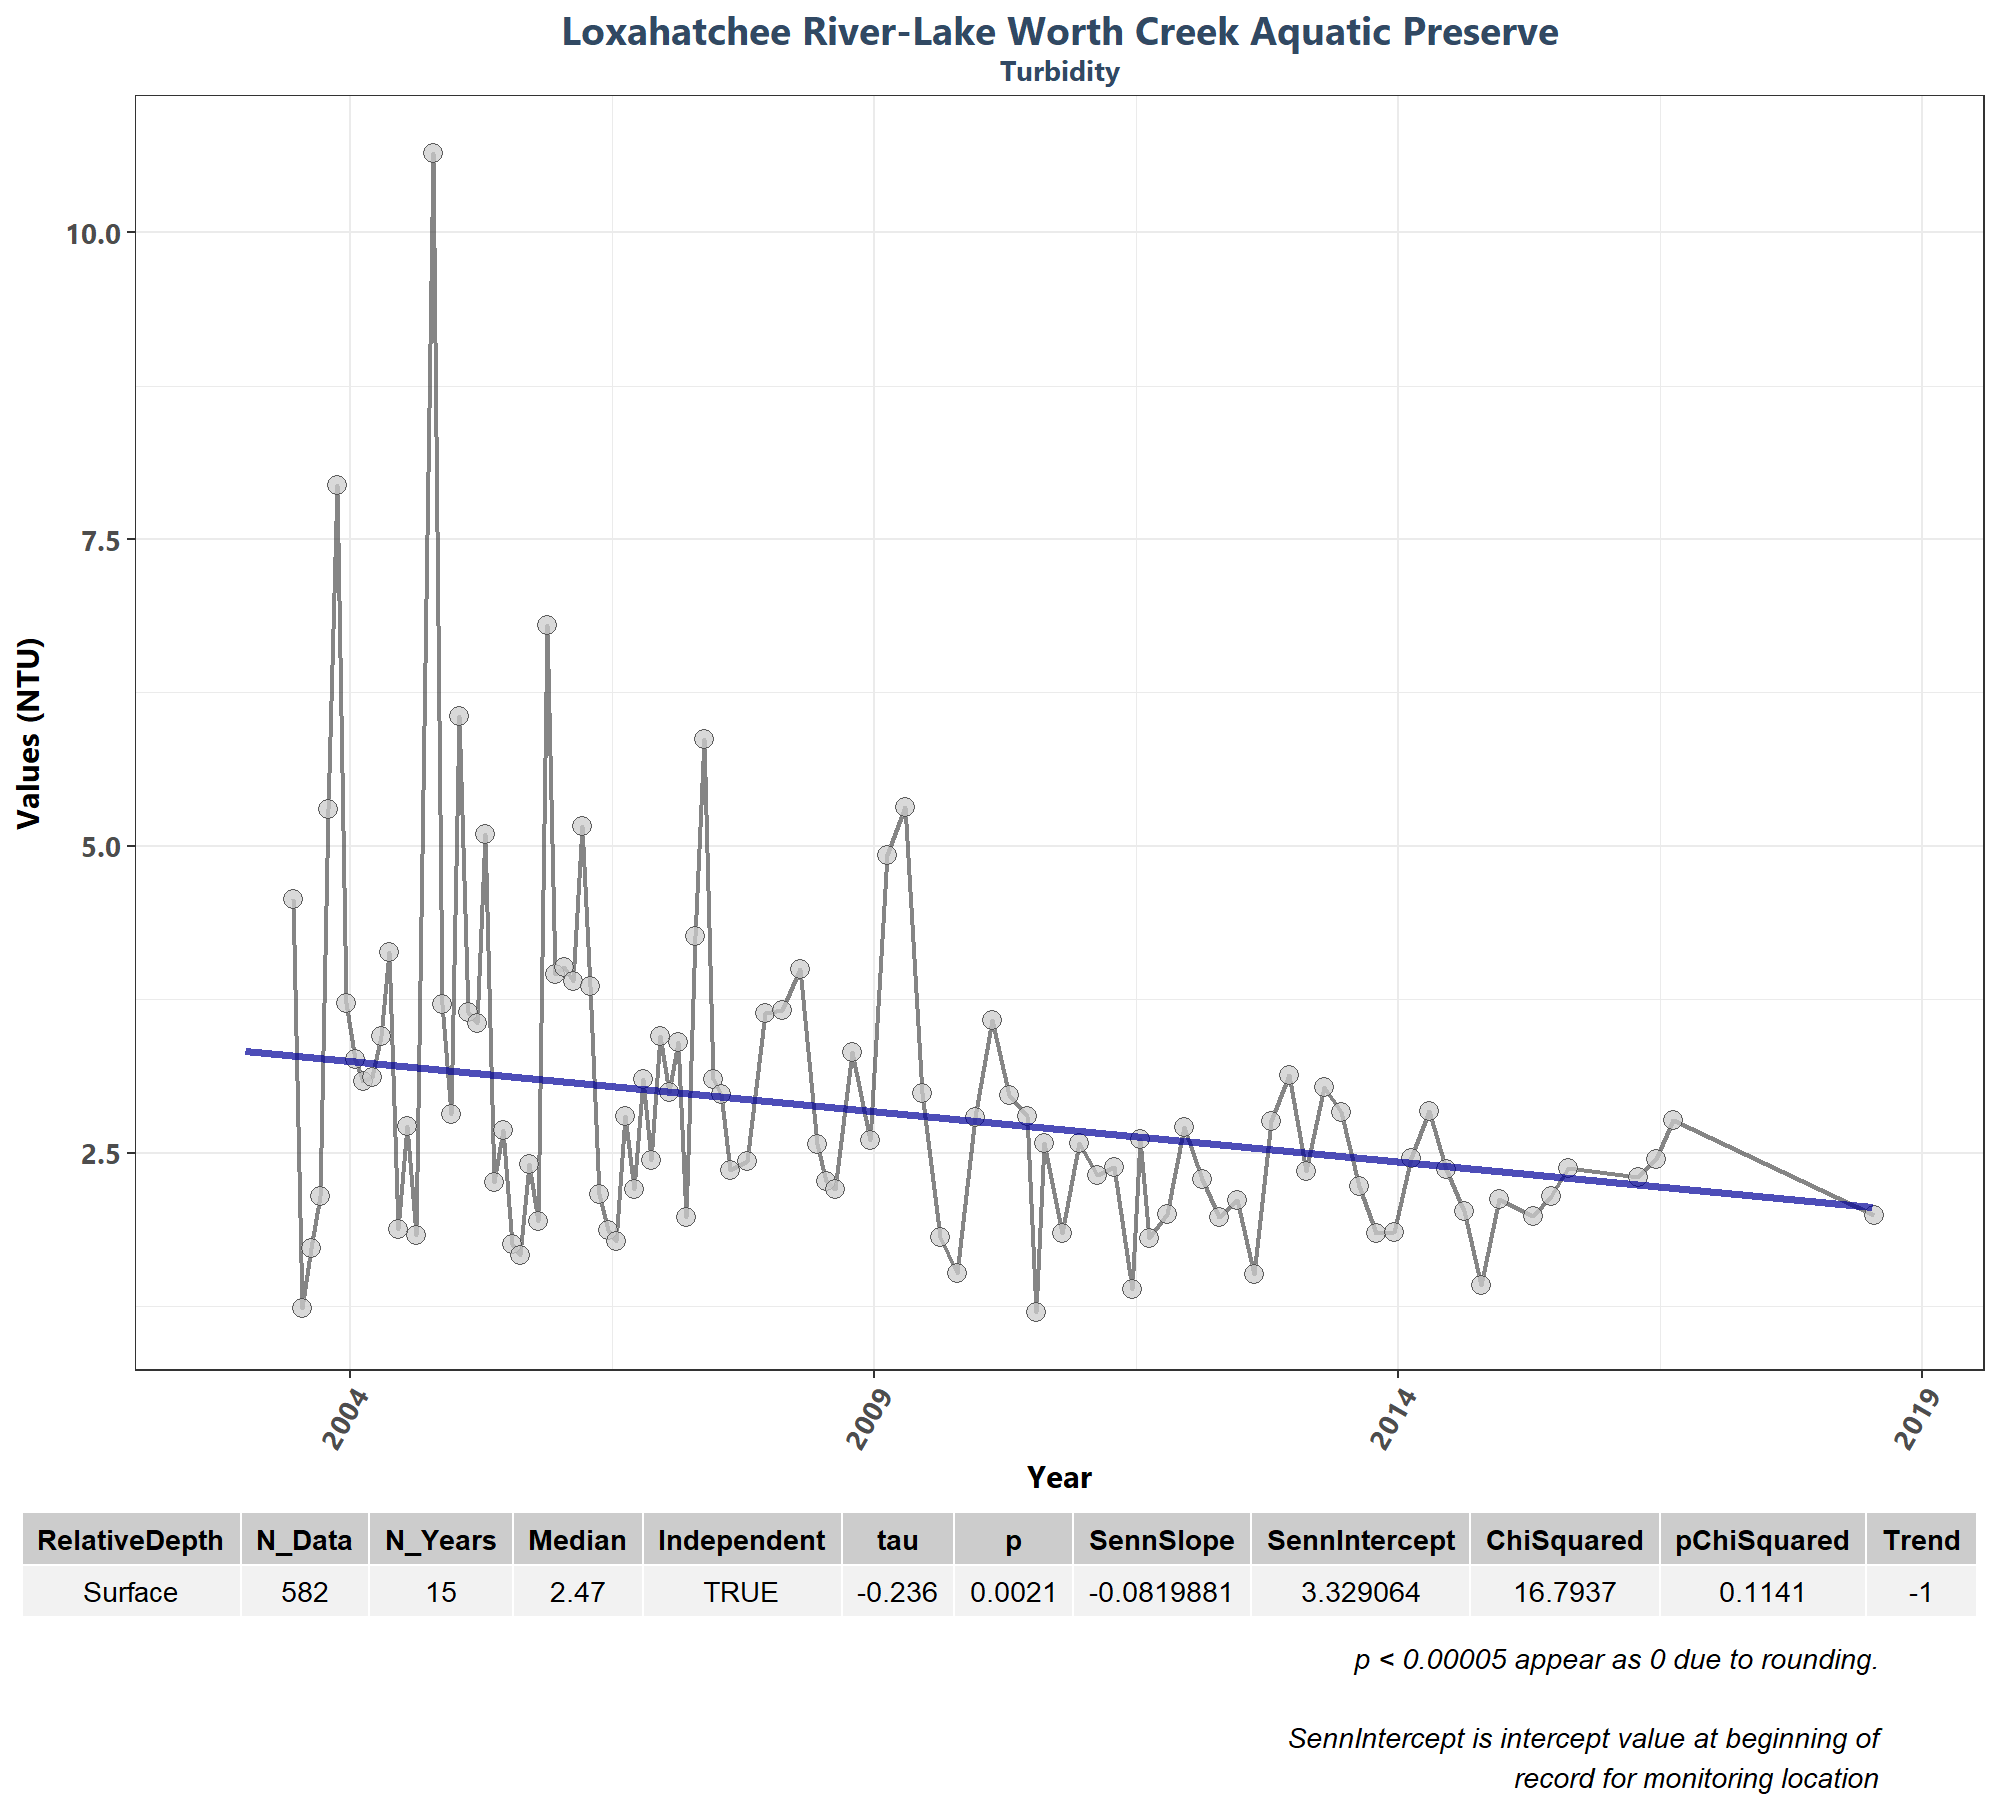 Loxahatchee River-Lake Worth Creek Aquatic Preserve
Turbidity
Values (NTU)
10.0
7.5
5.0
2.5
2004 2009 2014 2019
Year
RelativeDepth N_Data N_Years Median Independent tau p SennSlope SennIntercept ChiSquared pChiSquared Trend
Surface 582 15 2.47 TRUE -0.236 0.0021 -0.0819881 3.329064 16.7937 0.1141 -1
p < 0.00005 appear as 0 due to rounding.
SennIntercept is intercept value at beginning of
record for monitoring location